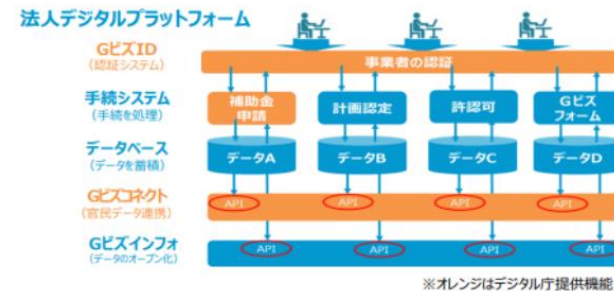 法人デジタルプラットフォーム
GビズID
(認証システム)
事業者の認証
手続システム
(手続を処理)
補助金
申請
計画認定
許認可
Gビズ
フォーム
データベース
(データを蓄積)
データA
データB
データC
データD
Gビズコネクト
(官民データ連携)
API
API
API
API
Gビズインフォ
(データのオープン化)
API
API
API
API
※オレンジはデジタル庁提供機能